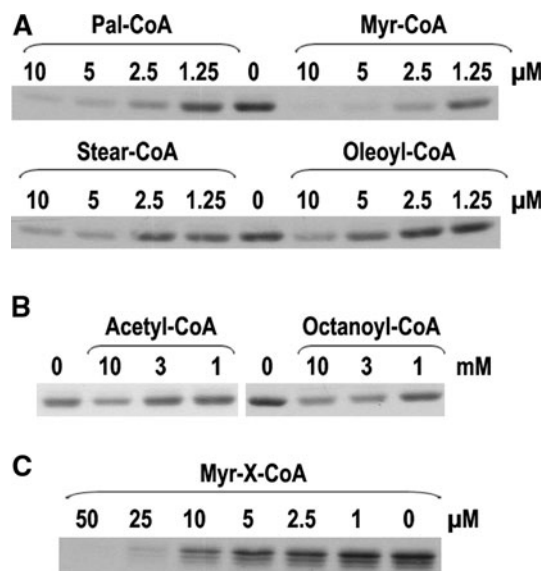 A
Pal-CoA Myr-CoA
10 5 2.5 1.25 0 10 5 2.5 1.25 µM
Stear-CoA Oleoyl-CoA
10 5 2.5 1.25 0 10 5 2.5 1.25 µM
B
Acetyl-CoA Octanoyl-CoA
0 10 3 1 0 10 3 1 mM
C
Myr-X-CoA
50 25 10 5 2.5 1 0 µM